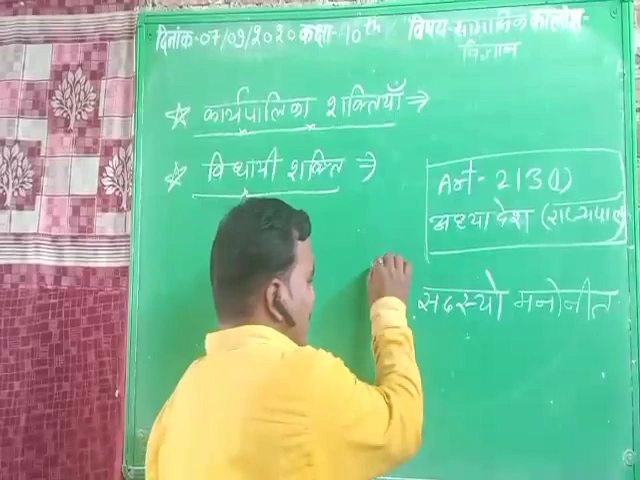 दिनांक-07/09/2020 कक्षा-10th विषय-सामाजिक
विज्ञान
☆ कार्यपालिका शक्तियाँ ⇒
☆ विधायी शक्ति ⇒
Art-213(1)
अध्यादेश (राज्यपाल
सदस्यो मनोनीत